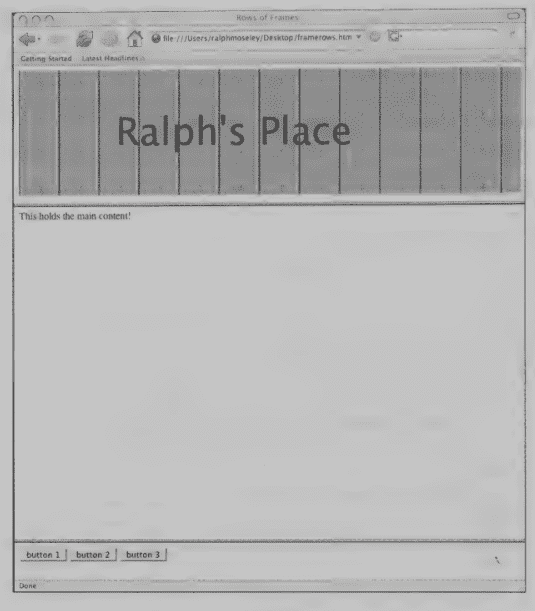 Rows of Frames
file:///Users/ralphmoseley/Desktop/framerows.htm
Getting Started Latest Headlines
Ralph's Place
This holds the main content!
button 1 button 2 button 3
Done